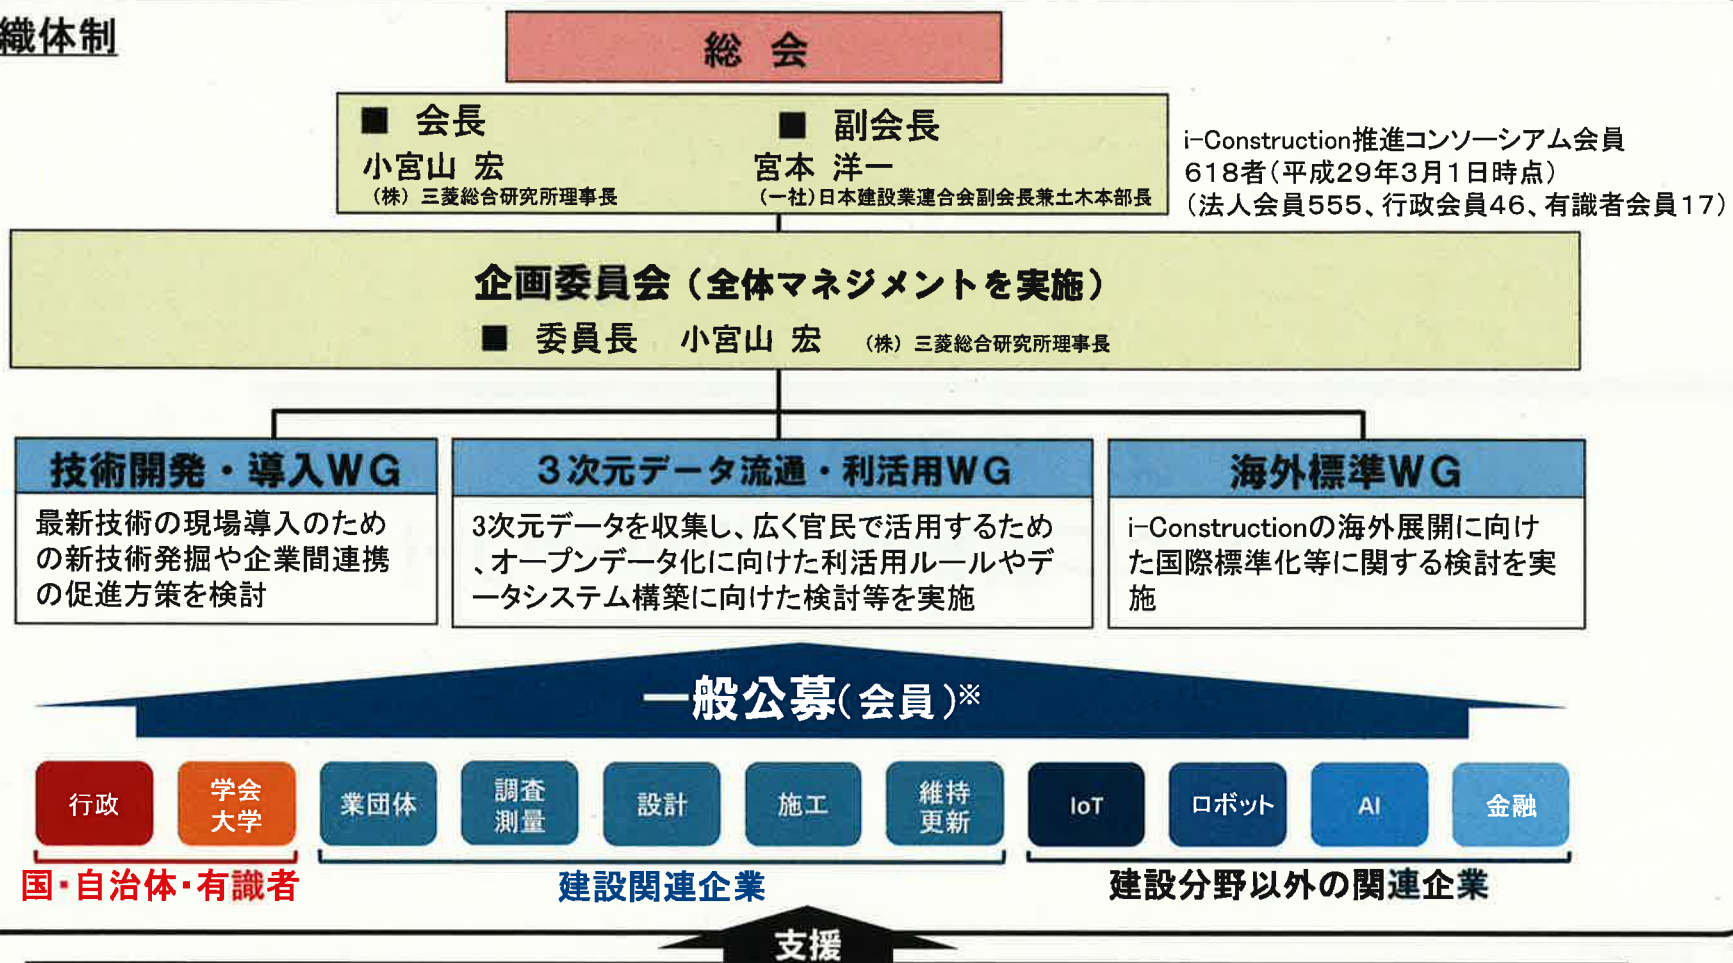 織体制
総 会
■ 会長
小宮山 宏
（株）三菱総合研究所理事長
■ 副会長
宮本 洋一
（一社）日本建設業連合会副会長兼土木本部長
i-Construction推進コンソーシアム会員
618者（平成29年3月1日時点）
（法人会員555、行政会員46、有識者会員17）
企画委員会（全体マネジメントを実施）
■ 委員長 小宮山 宏 （株）三菱総合研究所理事長
技術開発・導入WG
最新技術の現場導入のため
の新技術発掘や企業間連携
の促進方策を検討
３次元データ流通・利活用WG
3次元データを収集し、広く官民で活用するため
、オープンデータ化に向けた利活用ルールやデ
ータシステム構築に向けた検討等を実施
海外標準WG
i-Constructionの海外展開に向け
た国際標準化等に関する検討を実
施
一般公募（会員）※
行政
学会
大学
業団体
調査
測量
設計
施工
維持
更新
IoT
ロボット
AI
金融
国・自治体・有識者
建設関連企業
建設分野以外の関連企業
支援